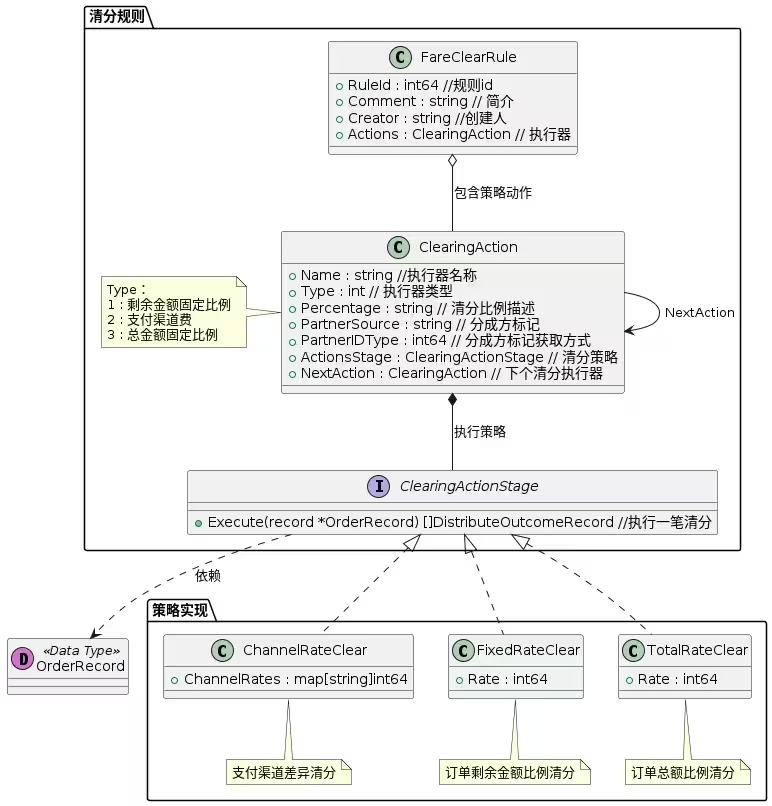 清分规则
C FareClearRule
RuleId : int64 //规则id
Comment : string // 简介
Creator : string //创建人
Actions : ClearingAction // 执行器
包含策略动作
C ClearingAction
Name : string //执行器名称
Type : int // 执行器类型
Percentage : string // 清分比例描述
PartnerSource : string // 分成方标记
PartnerIDType : int64 // 分成方标记获取方式
ActionsStage : ClearingActionStage // 清分策略
NextAction : ClearingAction // 下个清分执行器
Type：
1：剩余金额固定比例
2：支付渠道费
3：总金额固定比例
NextAction
执行策略
I ClearingActionStage
Execute(record *OrderRecord) []DistributeOutcomeRecord //执行一笔清分
依赖
D «Data Type»
OrderRecord
策略实现
C ChannelRateClear
ChannelRates : map[string]int64
C FixedRateClear
Rate : int64
C TotalRateClear
Rate : int64
支付渠道差异清分
订单剩余金额比例清分
订单总额比例清分